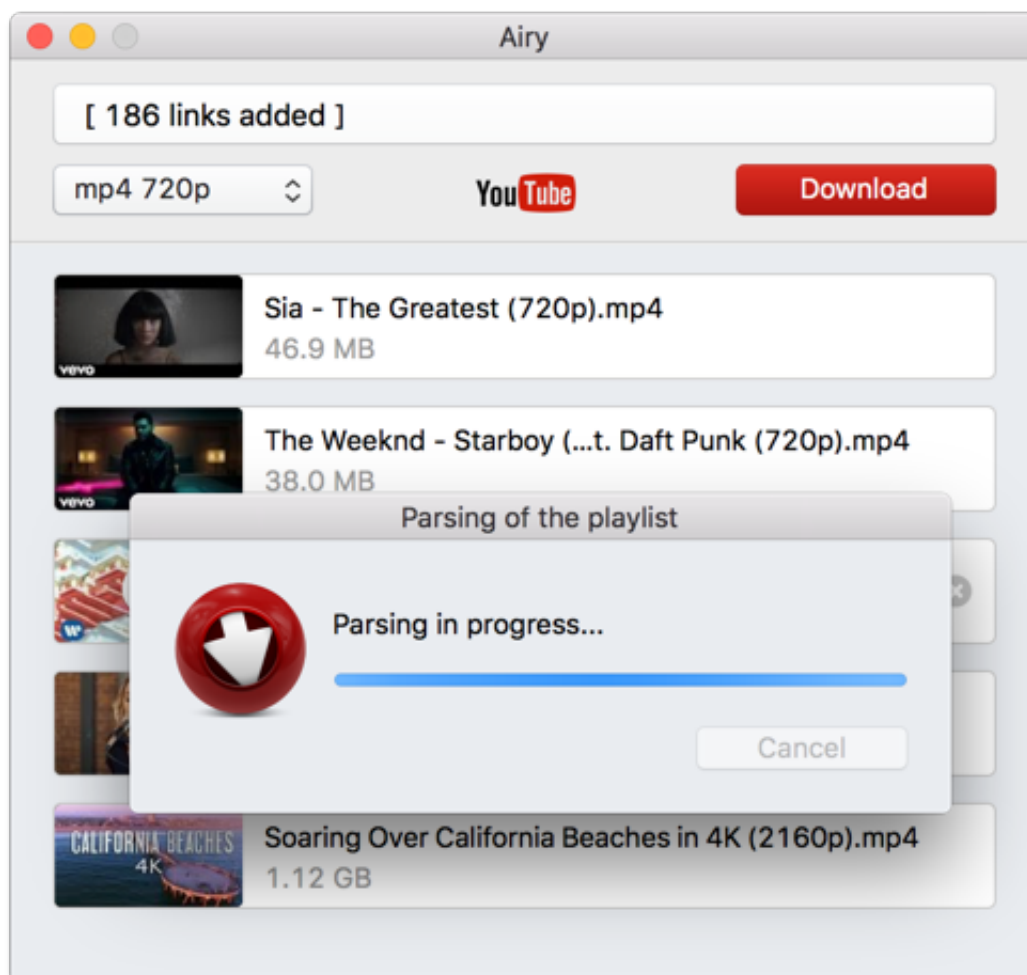 Airy
[ 186 links added ]
mp4 720p
YouTube
Download
Sia - The Greatest (720p).mp4
46.9 MB
vevo
The Weeknd - Starboy (...t. Daft Punk (720p).mp4
38.0 MB
vevo
Parsing of the playlist
Parsing in progress...
Cancel
CALIFORNIA BEACHES
4K
Soaring Over California Beaches in 4K (2160p).mp4
1.12 GB